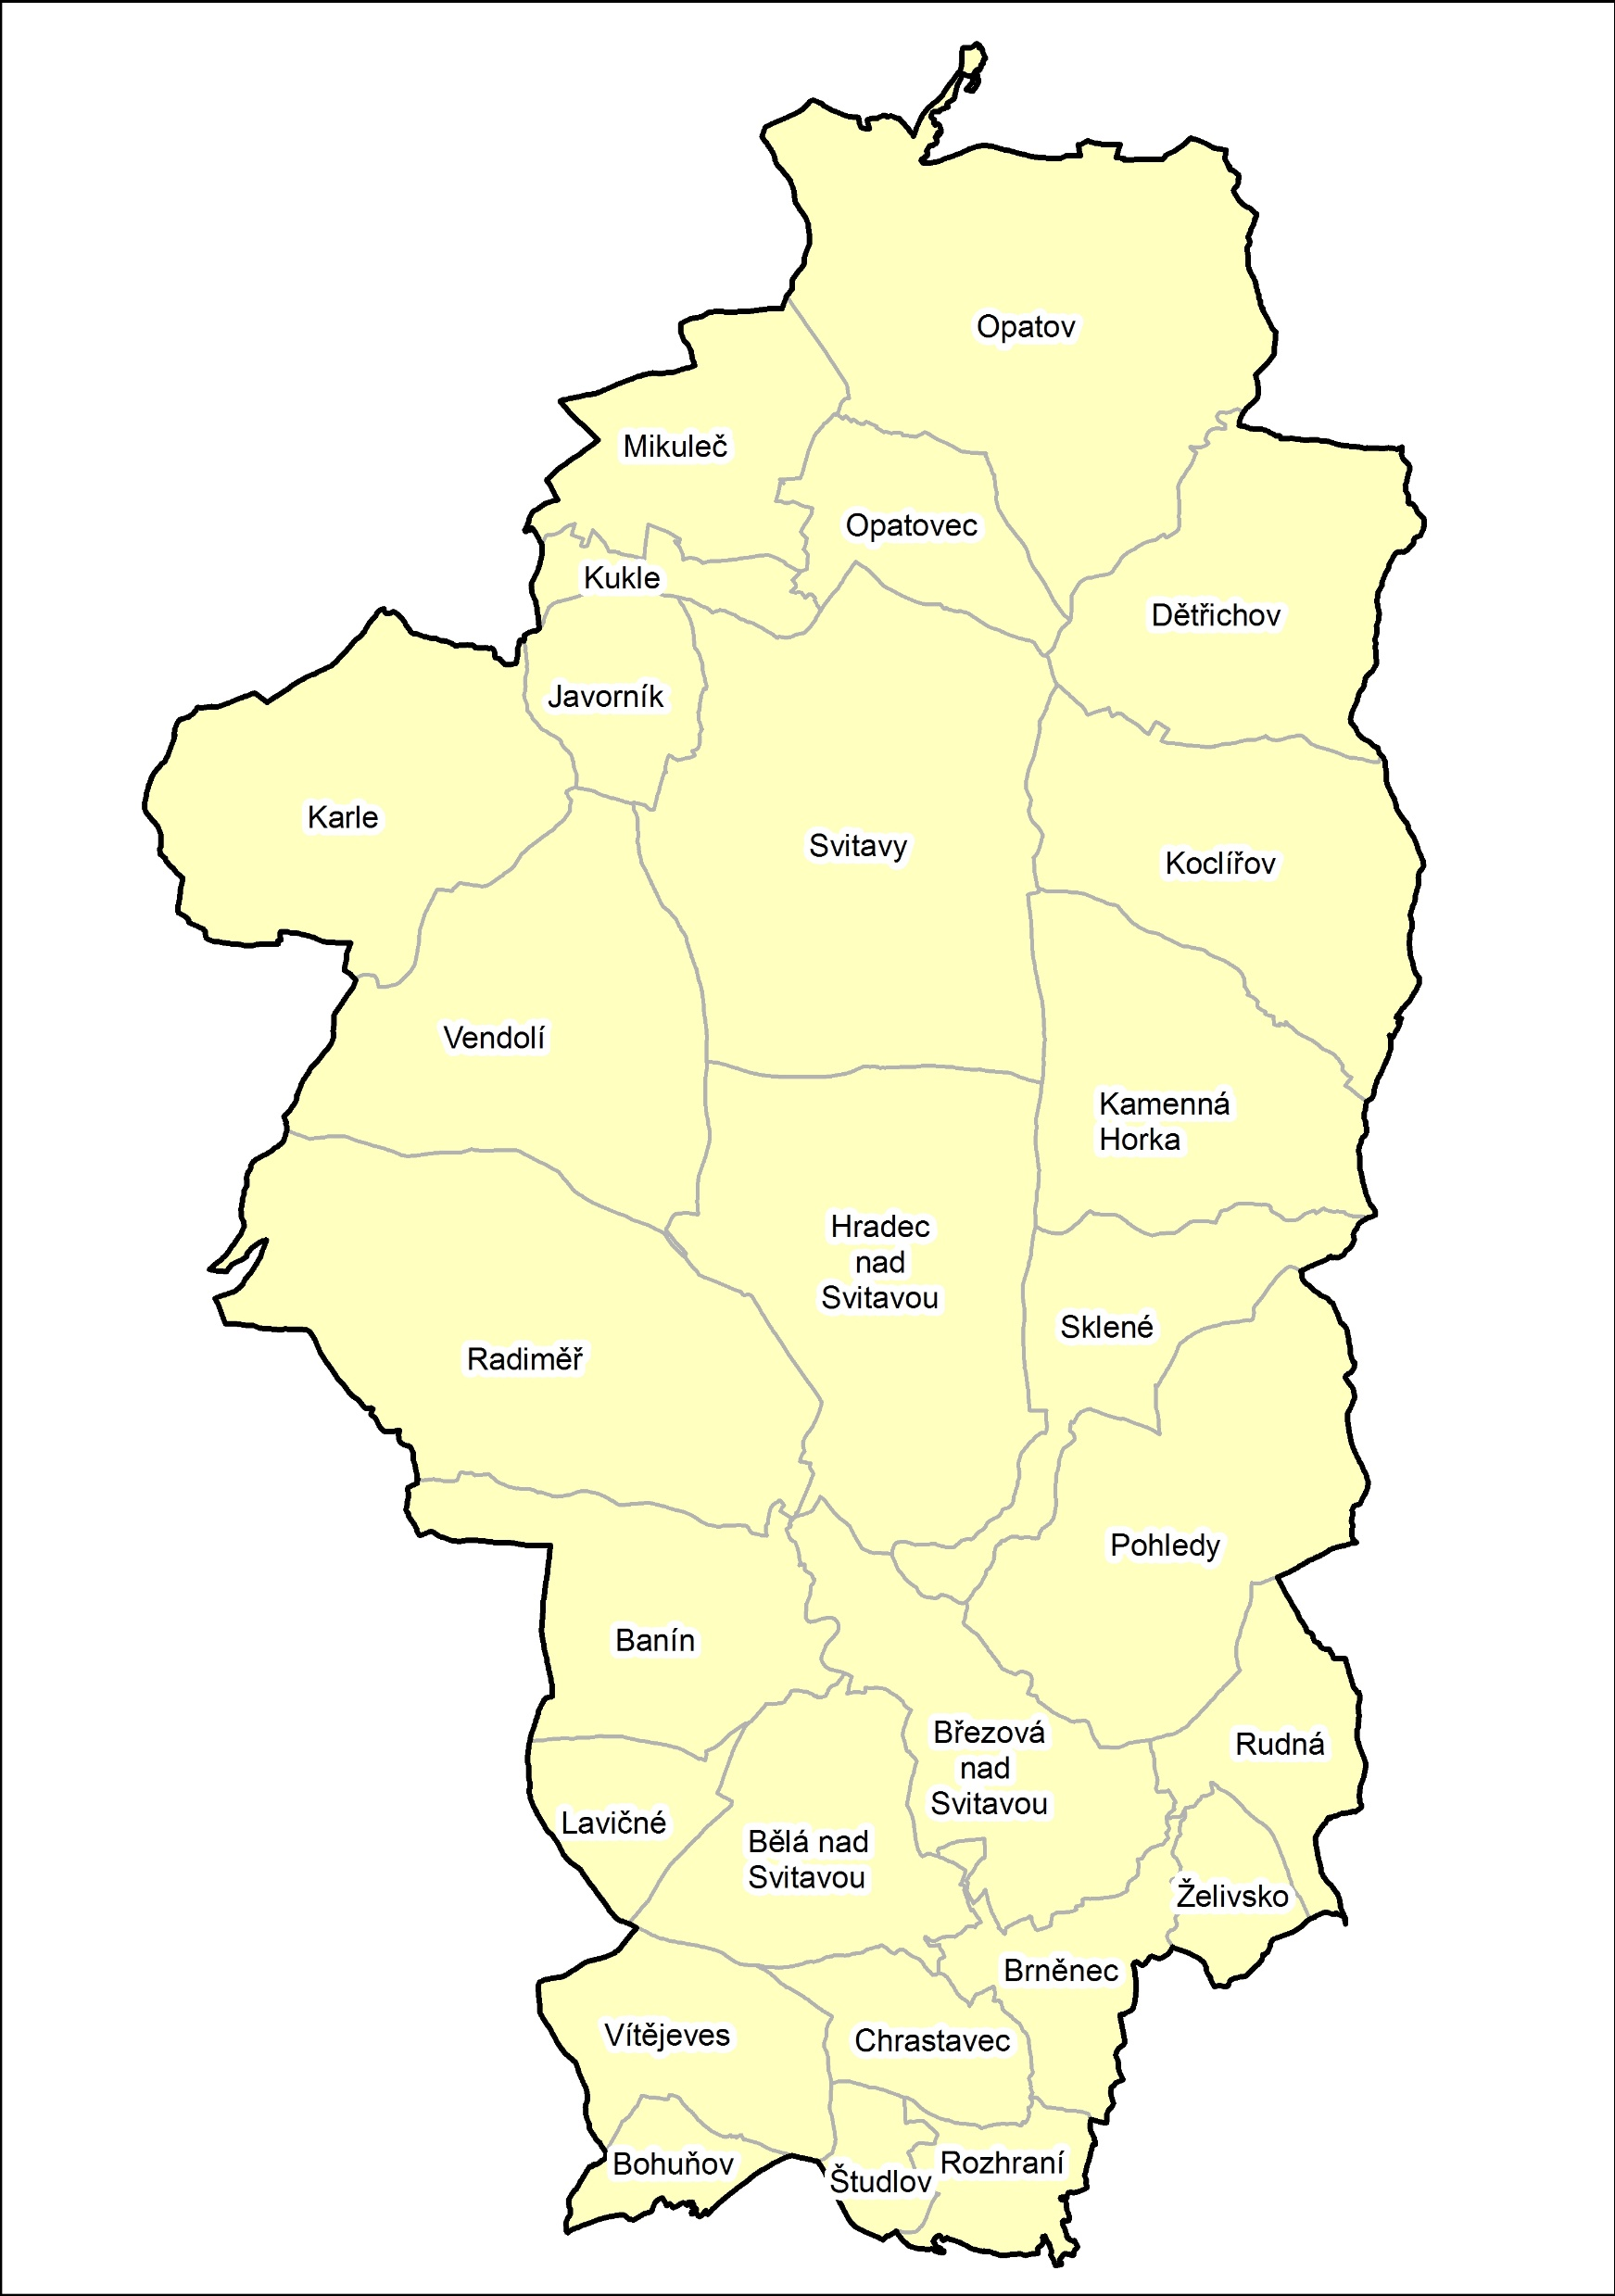 Opatov
Mikuleč
Opatovec
Kukle
Dětřichov
Javorník
Karle
Svitavy
Koclířov
Vendolí
Kamenná
Horka
Hradec
nad
Svitavou
Sklené
Radiměř
Pohledy
Banín
Březová
nad
Svitavou
Rudná
Lavičné
Bělá nad
Svitavou
Želivsko
Brněnec
Vítějeves
Chrastavec
Bohuňov
Študlov
Rozhraní